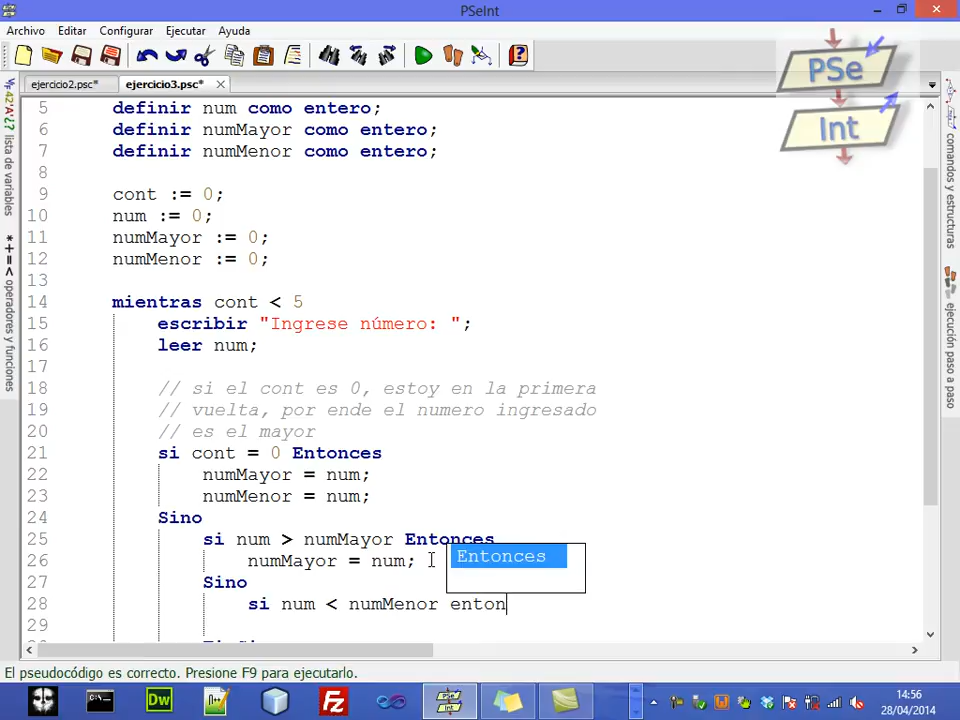 PSeInt
Archivo Editar Configurar Ejecutar Ayuda
ejercicio2.psc* ejercicio3.psc*
PSe
Int
lista de variables
operadores y funciones
comandos y estructuras
ejecución paso a paso
5 definir num como entero;
6 definir numMayor como entero;
7 definir numMenor como entero;
8
9 cont := 0;
10 num := 0;
11 numMayor := 0;
12 numMenor := 0;
13
14 mientras cont < 5
15 escribir "Ingrese número: ";
16 leer num;
17
18 // si el cont es 0, estoy en la primera
19 // vuelta, por ende el numero ingresado
20 // es el mayor
21 si cont = 0 Entonces
22 numMayor = num;
23 numMenor = num;
24 Sino
25 si num > numMayor Entonces
26 numMayor = num;
Entonces
27 Sino
28 si num < numMenor enton
29
El pseudocódigo es correcto. Presione F9 para ejecutarlo.
14:56
28/04/2014